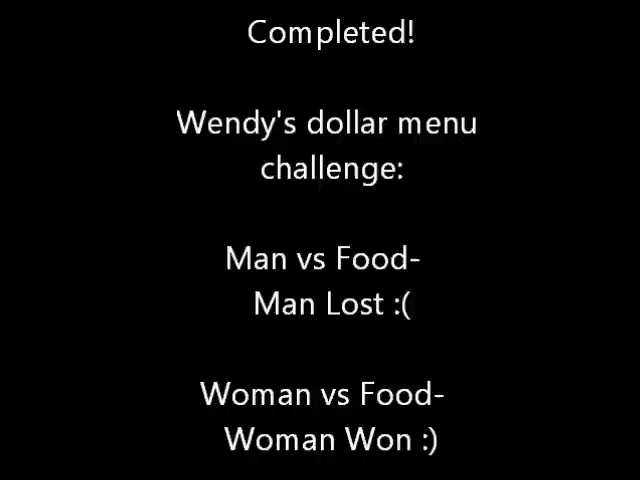 Completed!
Wendy's dollar menu
challenge:
Man vs Food-
Man Lost :(
Woman vs Food-
Woman Won :)